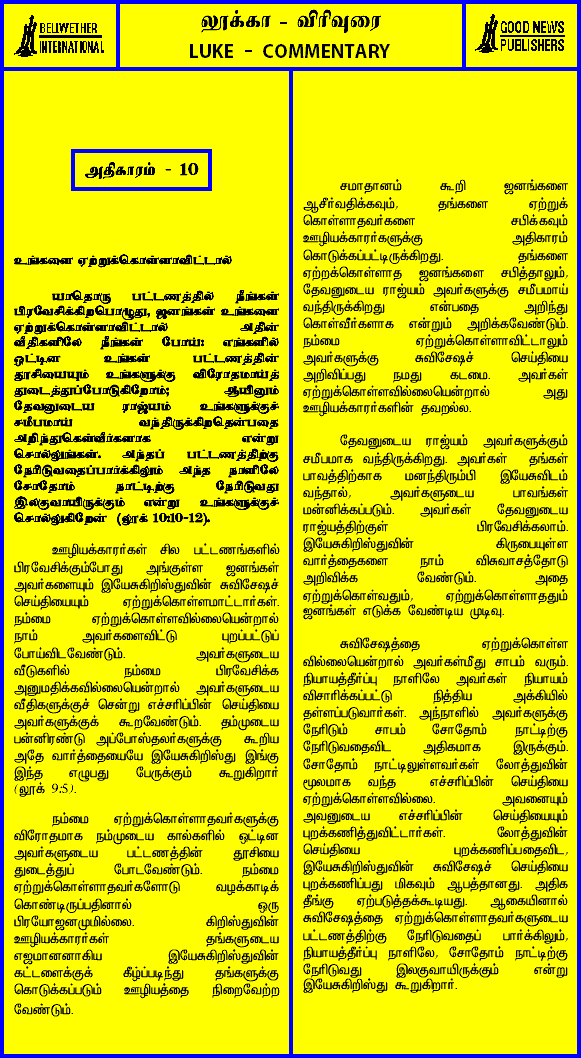 BELLWETHER
INTERNATIONAL
லூக்கா - விரிவுரை
LUKE - COMMENTARY
GOOD NEWS
PUBLISHERS
அதிகாரம் - 10
உங்களை ஏற்றுக்கொள்ளாவிட்டால்
யாதொரு பட்டணத்தில் நீங்கள்
பிரவேசிக்கிறபொழுது, ஜனங்கள் உங்களை
ஏற்றுக்கொள்ளாவிட்டால் அதின்
வீதிகளிலே நீங்கள் போய்: எங்களில்
ஒட்டின உங்கள் பட்டணத்தின்
தூசியையும் உங்களுக்கு விரோதமாய்த்
துடைத்துப்போடுகிறோம்; ஆயினும்
தேவனுடைய ராஜ்யம் உங்களுக்குச்
சமீபமாய் வந்திருக்கிறதென்பதை
அறிந்துகொள்வீர்களாக என்று
சொல்லுங்கள். அந்தப் பட்டணத்திற்கு
நேரிடுவதைப்பார்க்கிலும் அந்த நாளிலே
சோதோம் நாட்டிற்கு நேரிடுவது
இலகுவாயிருக்கும் என்று உங்களுக்குச்
சொல்லுகிறேன் (லூக் 10:10-12).
ஊழியக்காரர்கள் சில பட்டணங்களில்
பிரவேசிக்கும்போது அங்குள்ள ஜனங்கள்
அவர்களையும் இயேசுகிறிஸ்துவின் சுவிசேஷச்
செய்தியையும் ஏற்றுக்கொள்ளமாட்டார்கள்.
நம்மை ஏற்றுக்கொள்ளவில்லையென்றால்
நாம் அவர்களைவிட்டு புறப்பட்டுப்
போய்விடவேண்டும். அவர்களுடைய
வீடுகளில் நம்மை பிரவேசிக்க
அனுமதிக்கவில்லையென்றால் அவர்களுடைய
வீதிகளுக்குச் சென்று எச்சரிப்பின் செய்தியை
அவர்களுக்குக் கூறவேண்டும். தம்முடைய
பன்னிரண்டு அப்போஸ்தலர்களுக்கு கூறிய
அதே வார்த்தையையே இயேசுகிறிஸ்து இங்கு
இந்த எழுபது பேருக்கும் கூறுகிறார்
(லூக் 9:5).
நம்மை ஏற்றுக்கொள்ளாதவர்களுக்கு
விரோதமாக நம்முடைய கால்களில் ஒட்டின
அவர்களுடைய பட்டணத்தின் தூசியை
துடைத்துப் போடவேண்டும். நம்மை
ஏற்றுக்கொள்ளாதவர்களோடு வழக்காடிக்
கொண்டிருப்பதினால் ஒரு
பிரயோஜனமுமில்லை. கிறிஸ்துவின்
ஊழியக்காரர்கள் தங்களுடைய
எஜமானனாகிய இயேசுகிறிஸ்துவின்
கட்டளைக்குக் கீழ்ப்படிந்து தங்களுக்கு
கொடுக்கப்படும் ஊழியத்தை நிறைவேற்ற
வேண்டும்.
சமாதானம் கூறி ஜனங்களை
ஆசீர்வதிக்கவும், தங்களை ஏற்றுக்
கொள்ளாதவர்களை சபிக்கவும்
ஊழியக்காரர்களுக்கு அதிகாரம்
கொடுக்கப்பட்டிருக்கிறது. தங்களை
ஏற்றுக்கொள்ளாத ஜனங்களை சபித்தாலும்,
தேவனுடைய ராஜ்யம் அவர்களுக்கு சமீபமாய்
வந்திருக்கிறது என்பதை அறிந்து
கொள்வீர்களாக என்றும் அறிக்கவேண்டும்.
நம்மை ஏற்றுக்கொள்ளாவிட்டாலும்
அவர்களுக்கு சுவிசேஷச் செய்தியை
அறிவிப்பது நமது கடமை. அவர்கள்
ஏற்றுக்கொள்ளவில்லையென்றால் அது
ஊழியக்காரர்களின் தவறல்ல.
தேவனுடைய ராஜ்யம் அவர்களுக்கும்
சமீபமாக வந்திருக்கிறது. அவர்கள் தங்கள்
பாவத்திற்காக மனந்திரும்பி இயேசுவிடம்
வந்தால், அவர்களுடைய பாவங்கள்
மன்னிக்கப்படும். அவர்கள் தேவனுடைய
ராஜ்யத்திற்குள் பிரவேசிக்கலாம்.
இயேசுகிறிஸ்துவின் கிருபையுள்ள
வார்த்தைகளை நாம் விசுவாசத்தோடு
அறிவிக்க வேண்டும். அதை
ஏற்றுக்கொள்வதும், ஏற்றுக்கொள்ளாததும்
ஜனங்கள் எடுக்க வேண்டிய முடிவு.
சுவிசேஷத்தை ஏற்றுக்கொள்ள
வில்லையென்றால் அவர்கள்மீது சாபம் வரும்.
நியாயத்தீர்ப்பு நாளிலே அவர்கள் நியாயம்
விசாரிக்கப்பட்டு நித்திய அக்கியில்
தள்ளப்படுவார்கள். அந்நாளில் அவர்களுக்கு
நேரிடும் சாபம் சோதோம் நாட்டிற்கு
நேரிடுவதைவிட அதிகமாக இருக்கும்.
சோதோம் நாட்டிலுள்ளவர்கள் லோத்துவின்
மூலமாக வந்த எச்சரிப்பின் செய்தியை
ஏற்றுக்கொள்ளவில்லை. அவனையும்
அவனுடைய எச்சரிப்பின் செய்தியையும்
புறக்கணித்துவிட்டார்கள். லோத்துவின்
செய்தியை புறக்கணிப்பதைவிட,
இயேசுகிறிஸ்துவின் சுவிசேஷச் செய்தியை
புறக்கணிப்பது மிகவும் ஆபத்தானது. அதிக
தீங்கு ஏற்படுத்தக்கூடியது. ஆகையினால்
சுவிசேஷத்தை ஏற்றுக்கொள்ளாதவர்களுடைய
பட்டணத்திற்கு நேரிடுவதைப் பார்க்கிலும்,
நியாயத்தீர்ப்பு நாளிலே, சோதோம் நாட்டிற்கு
நேரிடுவது இலகுவாயிருக்கும் என்று
இயேசுகிறிஸ்து கூறுகிறார்.